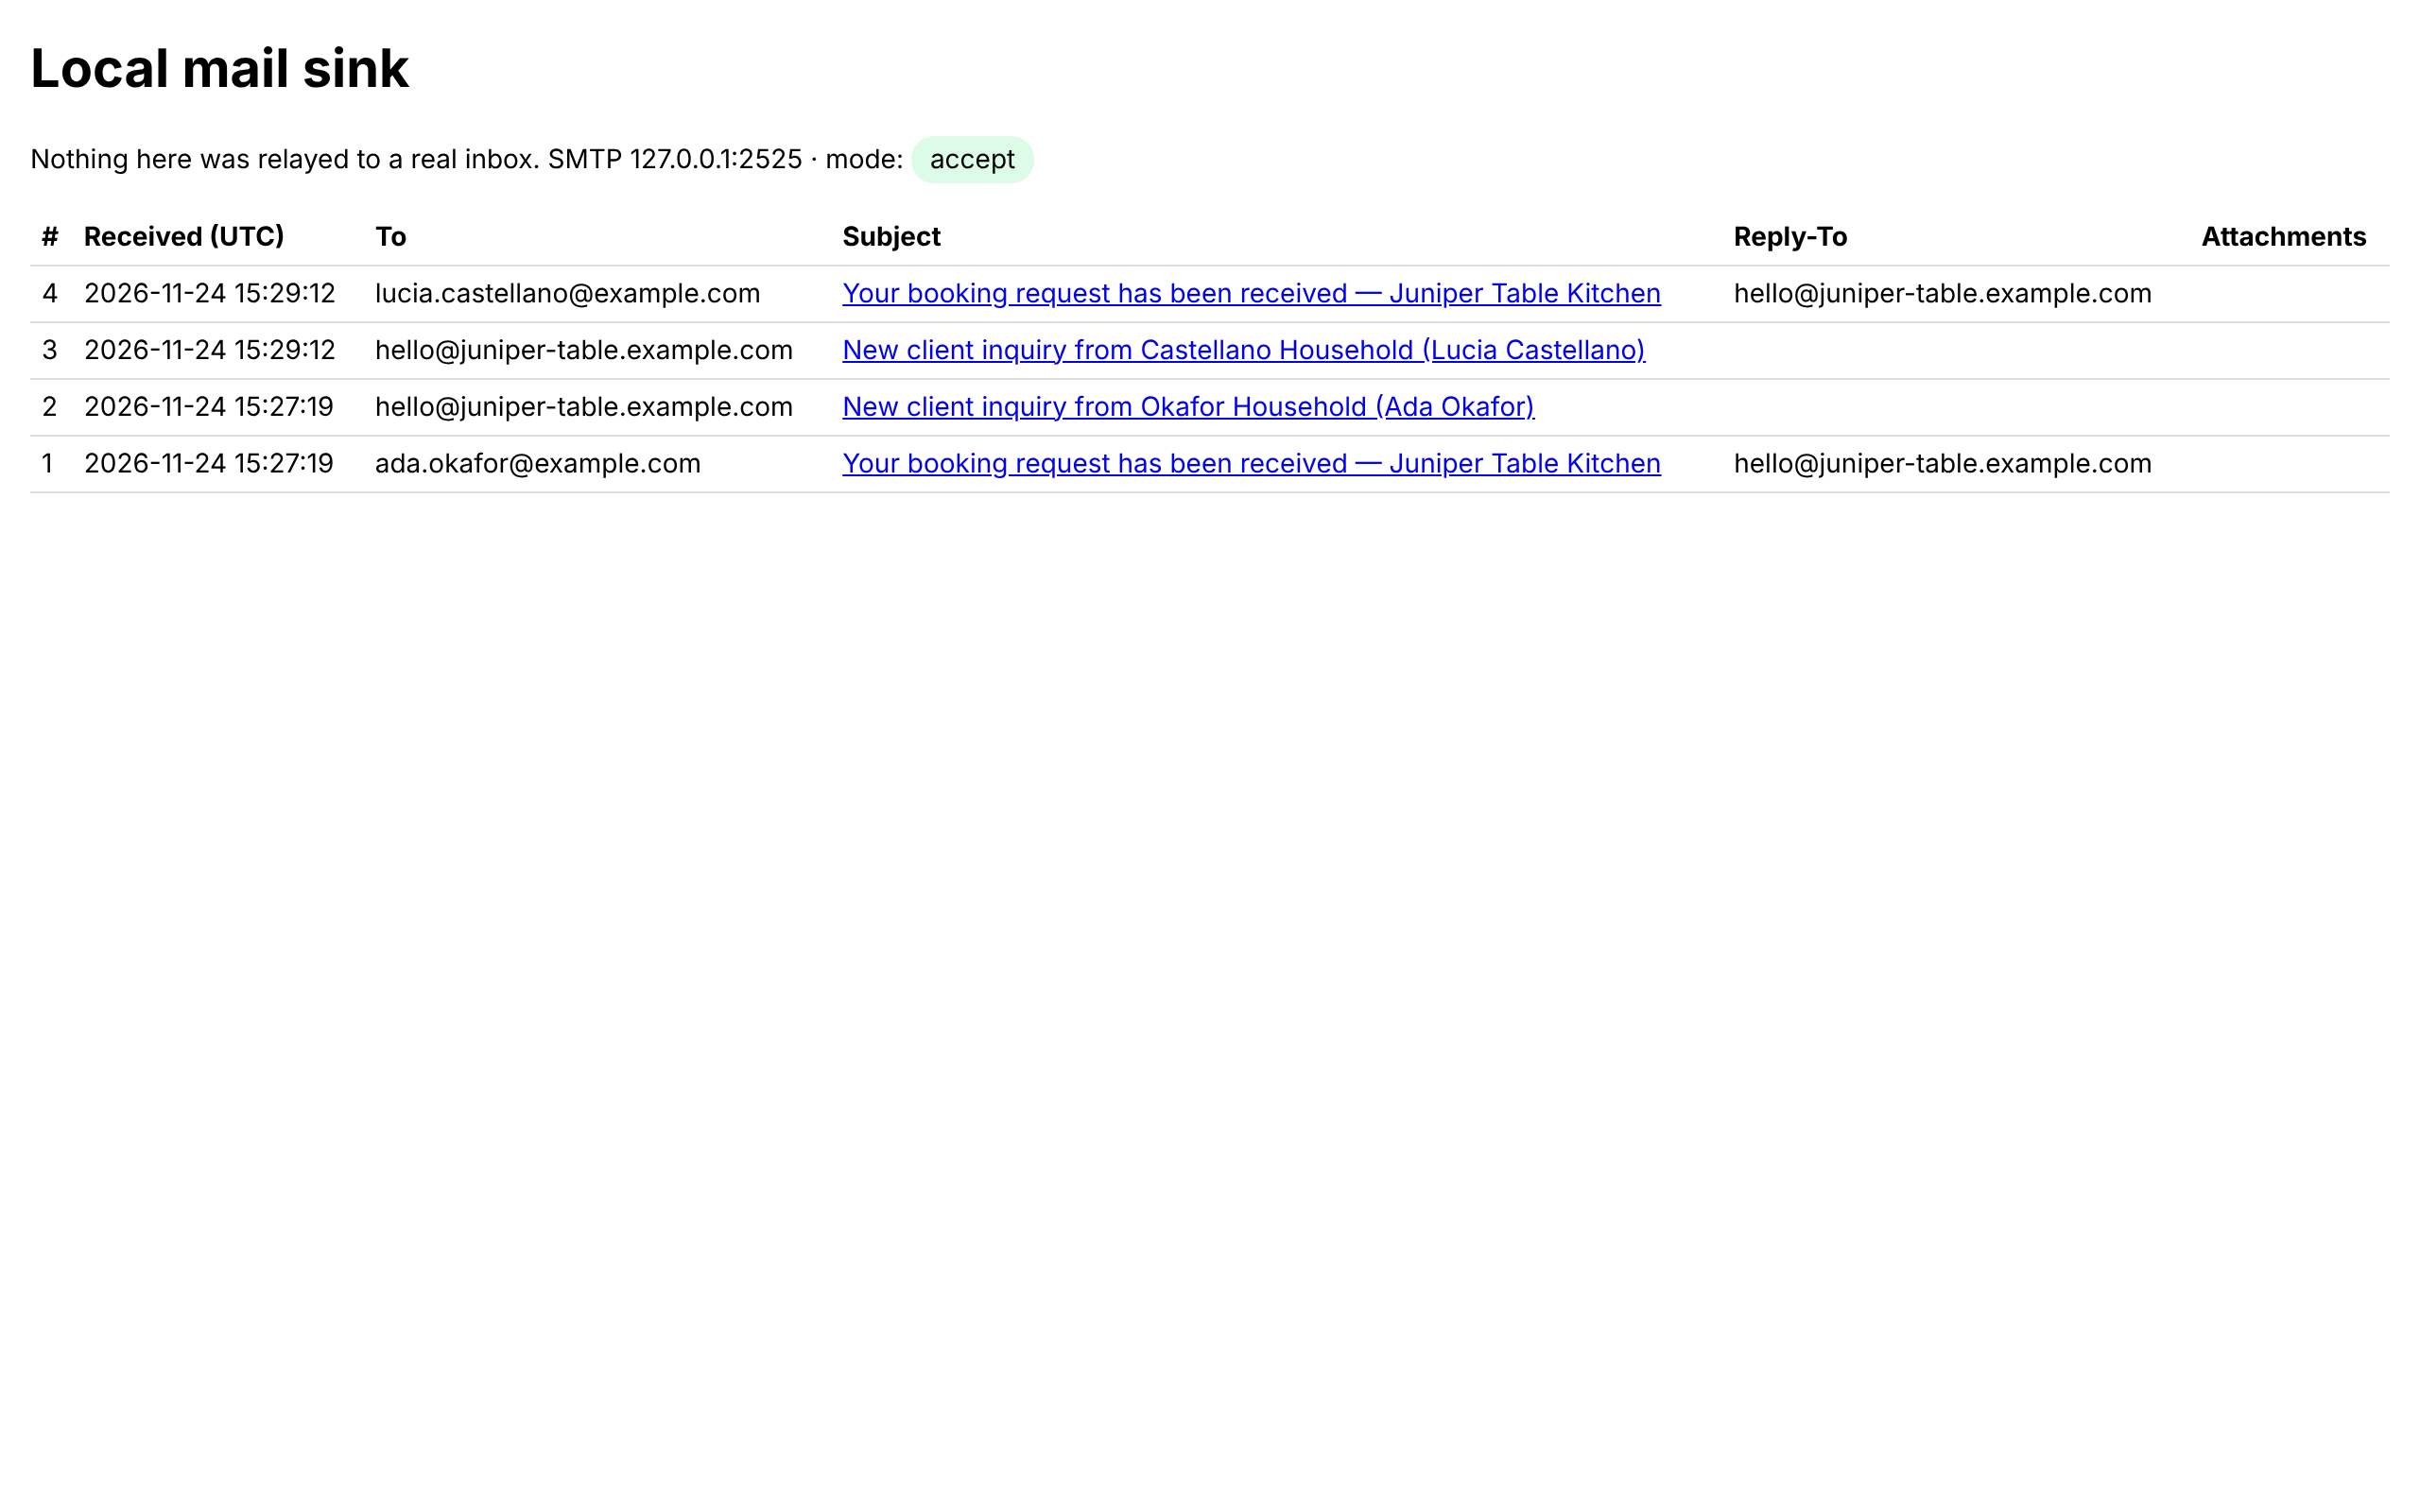 Local mail sink
Nothing here was relayed to a real inbox. SMTP 127.0.0.1:2525 · mode: accept
# Received (UTC) To Subject Reply-To Attachments
4 2026-11-24 15:29:12 lucia.castellano@example.com Your booking request has been received — Juniper Table Kitchen hello@juniper-table.example.com
3 2026-11-24 15:29:12 hello@juniper-table.example.com New client inquiry from Castellano Household (Lucia Castellano)
2 2026-11-24 15:27:19 hello@juniper-table.example.com New client inquiry from Okafor Household (Ada Okafor)
1 2026-11-24 15:27:19 ada.okafor@example.com Your booking request has been received — Juniper Table Kitchen hello@juniper-table.example.com